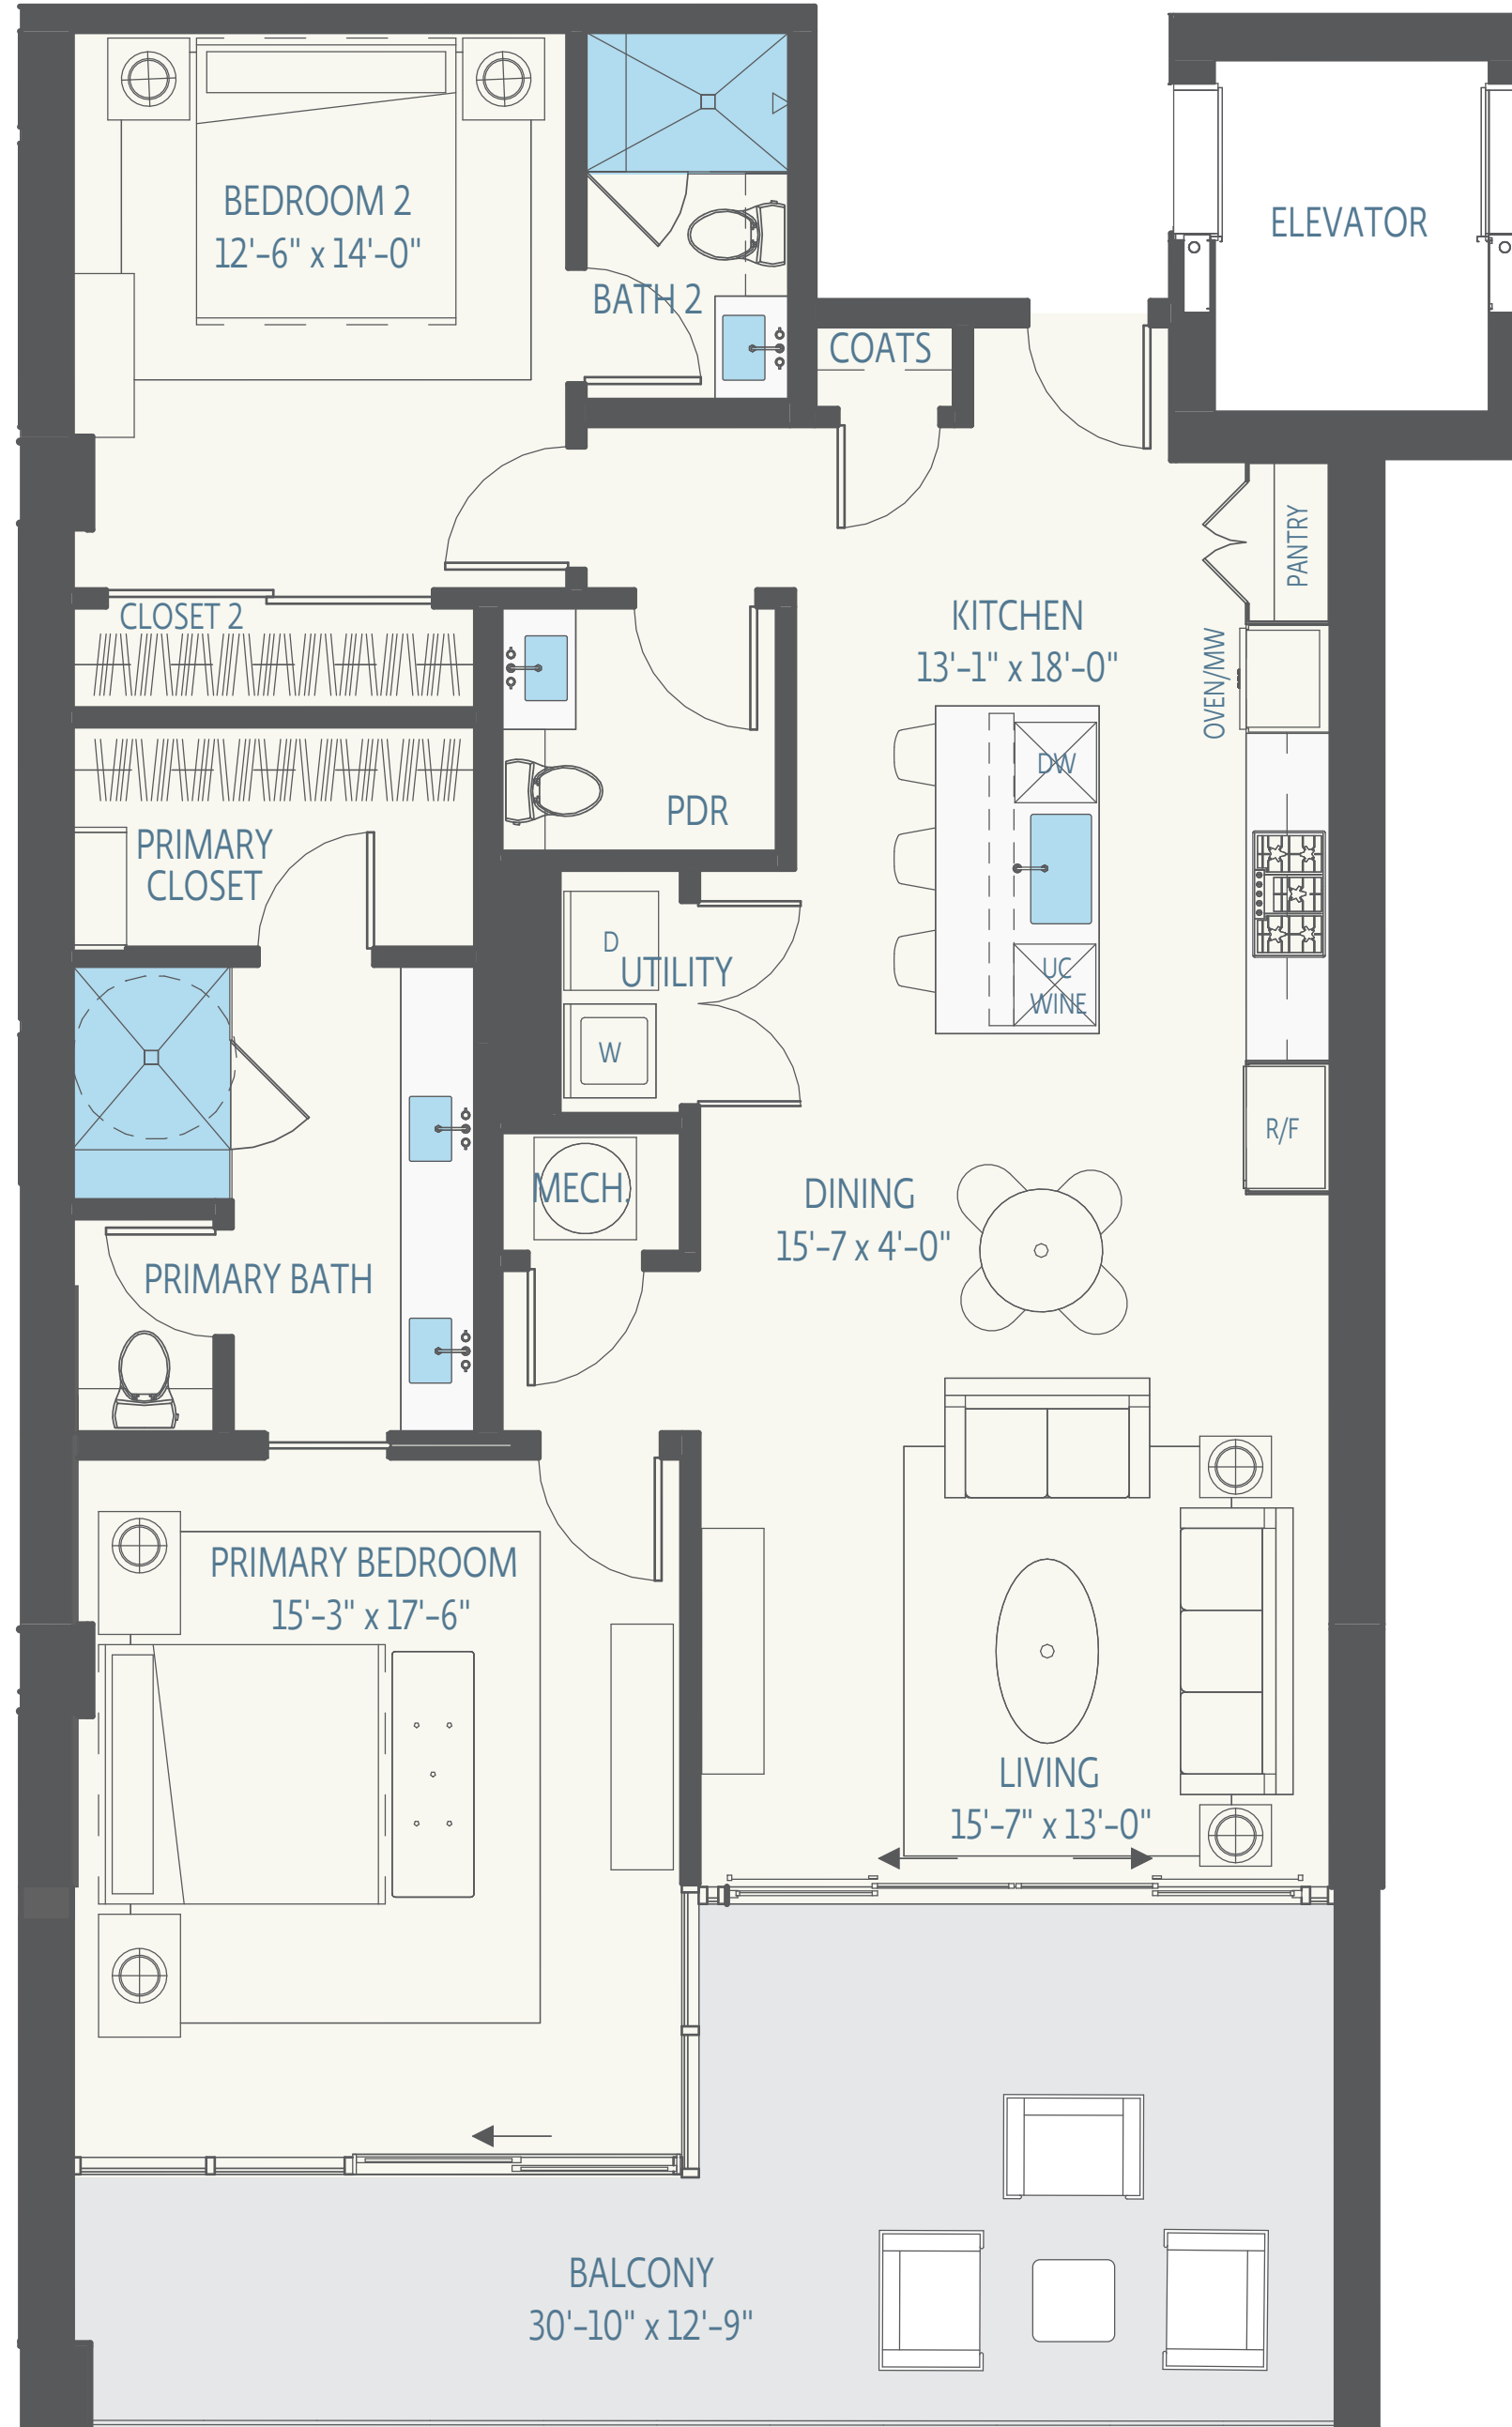 BEDROOM 2
12'-6" x 14'-0"
BATH 2
ELEVATOR
COATS
PANTRY
CLOSET 2
KITCHEN
13'-1" x 18'-0"
OVEN/MW
DW
PDR
PRIMARY
CLOSET
D
UTILITY
UC
WINE
W
R/F
MECH.
DINING
15'-7 x 4'-0"
PRIMARY BATH
PRIMARY BEDROOM
15'-3" x 17'-6"
LIVING
15'-7" x 13'-0"
BALCONY
30'-10" x 12'-9"